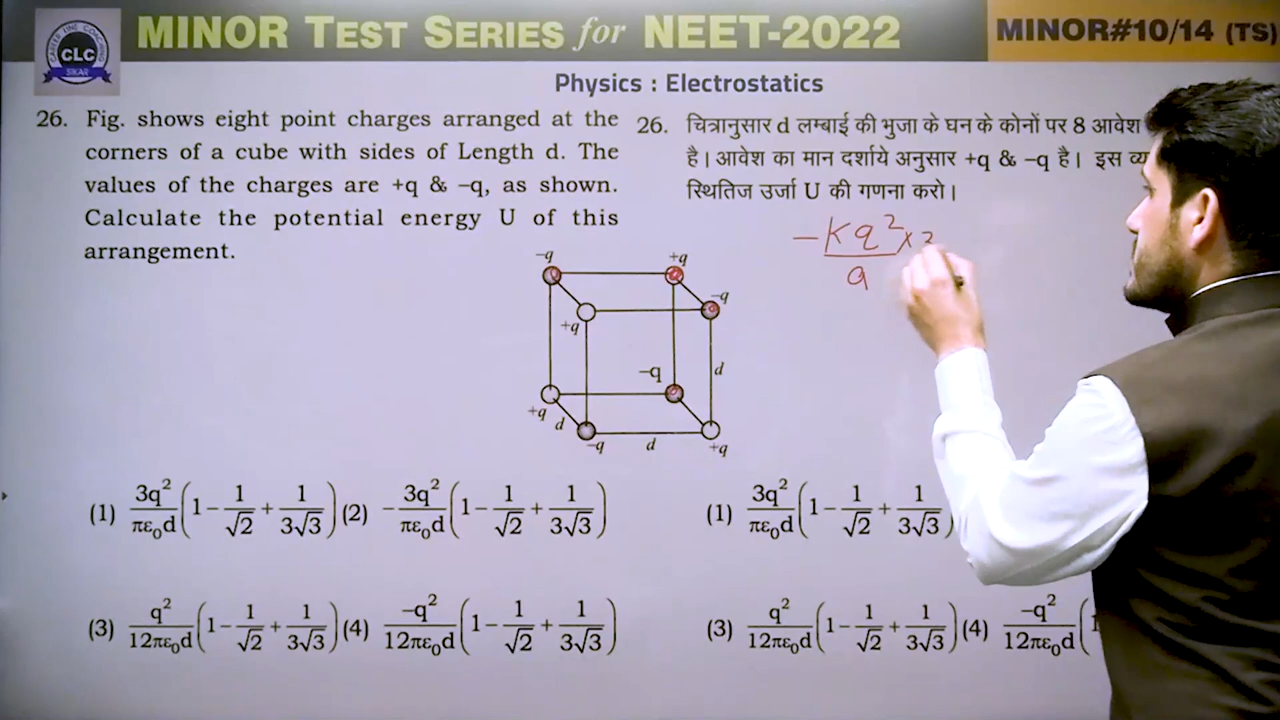 CAREER LINE COACHING
CLC
SIKAR
MINOR TEST SERIES for NEET-2022
MINOR#10/14 (TS)
Physics : Electrostatics
26. Fig. shows eight point charges arranged at the
corners of a cube with sides of Length d. The
values of the charges are +q & –q, as shown.
Calculate the potential energy U of this
arrangement.
26. चित्रानुसार d लम्बाई की भुजा के घन के कोनों पर 8 आवेश
है। आवेश का मान दर्शाये अनुसार +q & –q है। इस
स्थितिज उर्जा U की गणना करो।
–Kq²/a ×
–q
+q
–q
+q
–q
d
+q
d
–q
d
+q
(1) 3q²/πε₀d (1 – 1/√2 + 1/3√3) (2) – 3q²/πε₀d (1 – 1/√2 + 1/3√3)
(3) q²/12πε₀d (1 – 1/√2 + 1/3√3) (4) –q²/12πε₀d (1 – 1/√2 + 1/3√3)
(1) 3q²/πε₀d (1 – 1/√2 + 1/3√3)
(3) q²/12πε₀d (1 – 1/√2 + 1/3√3) (4) –q²/12πε₀d (1